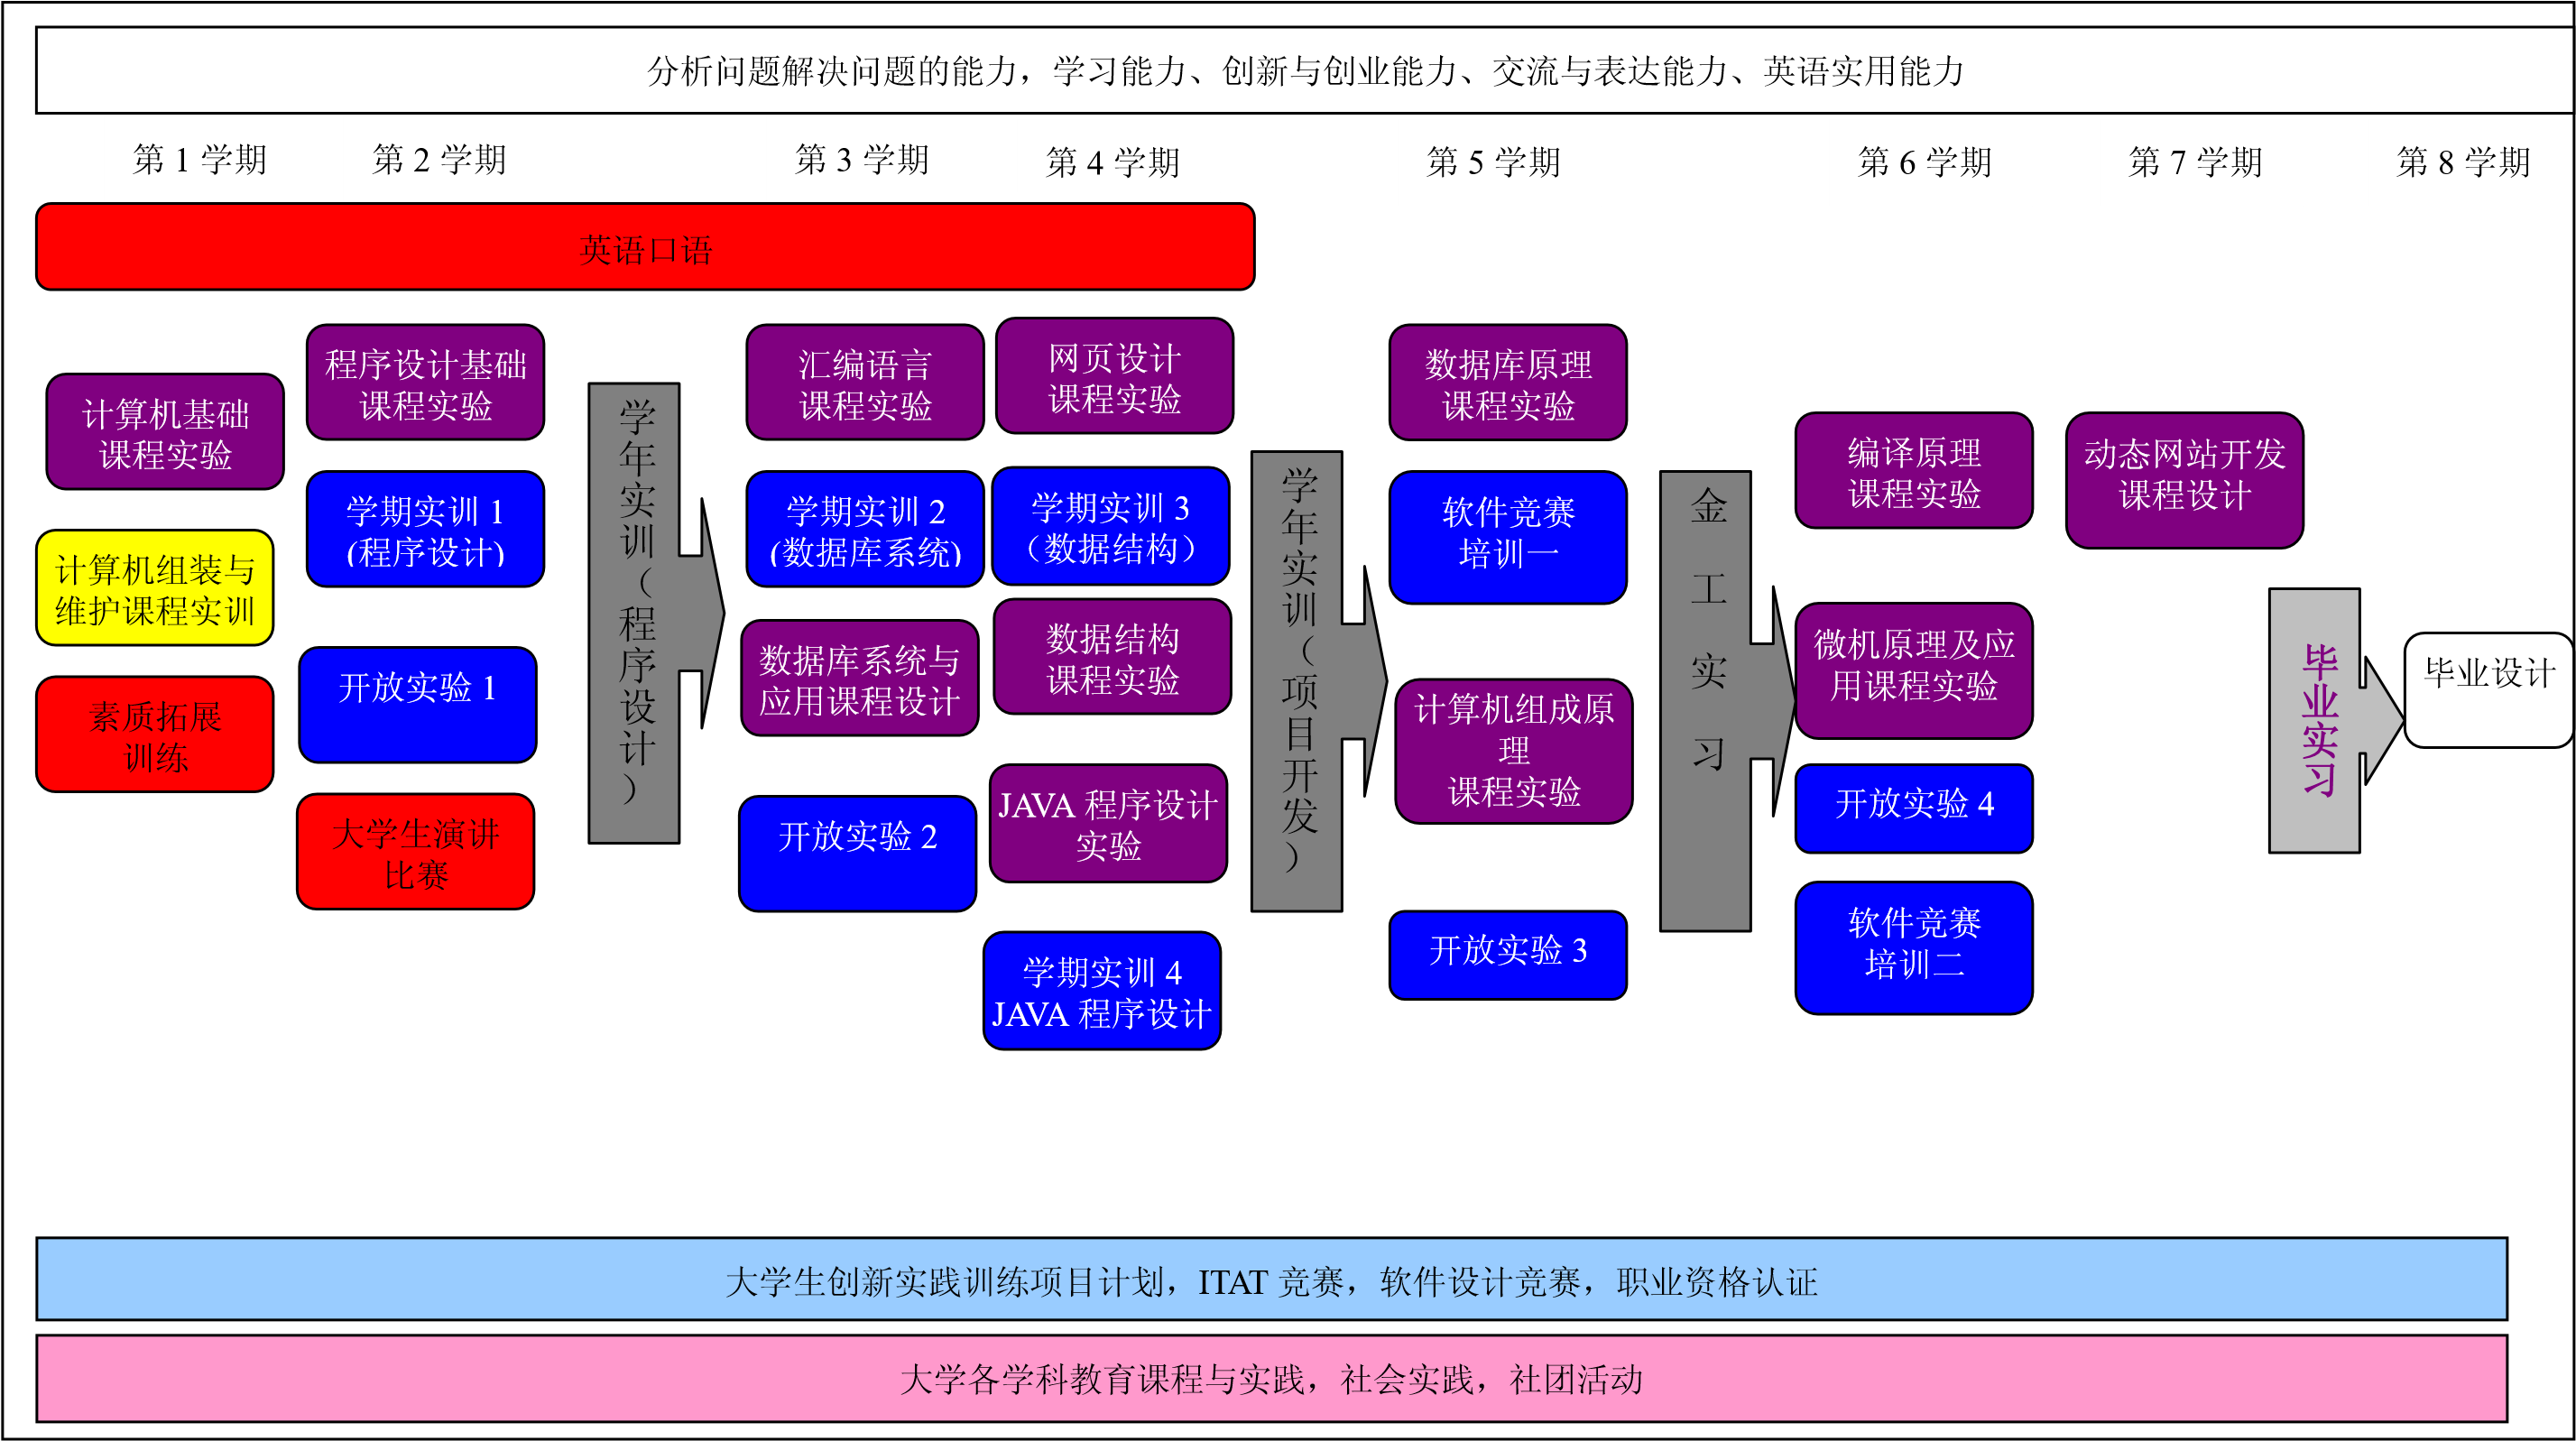 分析问题解决问题的能力，学习能力、创新与创业能力、交流与表达能力、英语实用能力
第 1 学期
第 2 学期
第 3 学期
第 4 学期
第 5 学期
第 6 学期
第 7 学期
第 8 学期
英语口语
计算机基础
课程实验
计算机组装与
维护课程实训
素质拓展
训练
程序设计基础
课程实验
学期实训 1
(程序设计)
开放实验 1
大学生演讲
比赛
学年实训（程序设计）
汇编语言
课程实验
学期实训 2
(数据库系统)
数据库系统与
应用课程设计
开放实验 2
网页设计
课程实验
学期实训 3
（数据结构）
数据结构
课程实验
JAVA 程序设计
实验
学期实训 4
JAVA 程序设计
学年实训（项目开发）
数据库原理
课程实验
软件竞赛
培训一
计算机组成原
理
课程实验
开放实验 3
金工实习
编译原理
课程实验
微机原理及应
用课程实验
开放实验 4
软件竞赛
培训二
动态网站开发
课程设计
毕业实习
毕业设计
大学生创新实践训练项目计划，ITAT 竞赛，软件设计竞赛，职业资格认证
大学各学科教育课程与实践，社会实践，社团活动